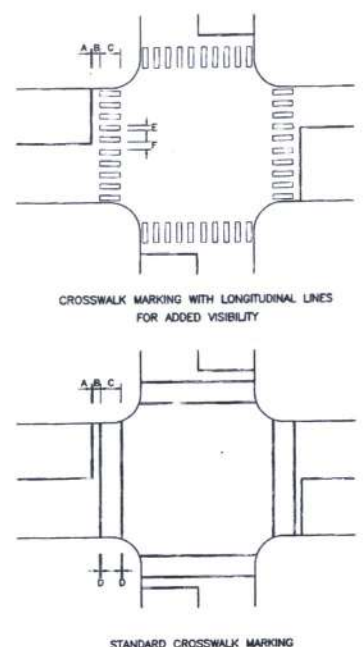 A B C
E
F
CROSSWALK MARKING WITH LONGITUDINAL LINES
FOR ADDED VISIBILITY
A B C
D D
STANDARD CROSSWALK MARKING